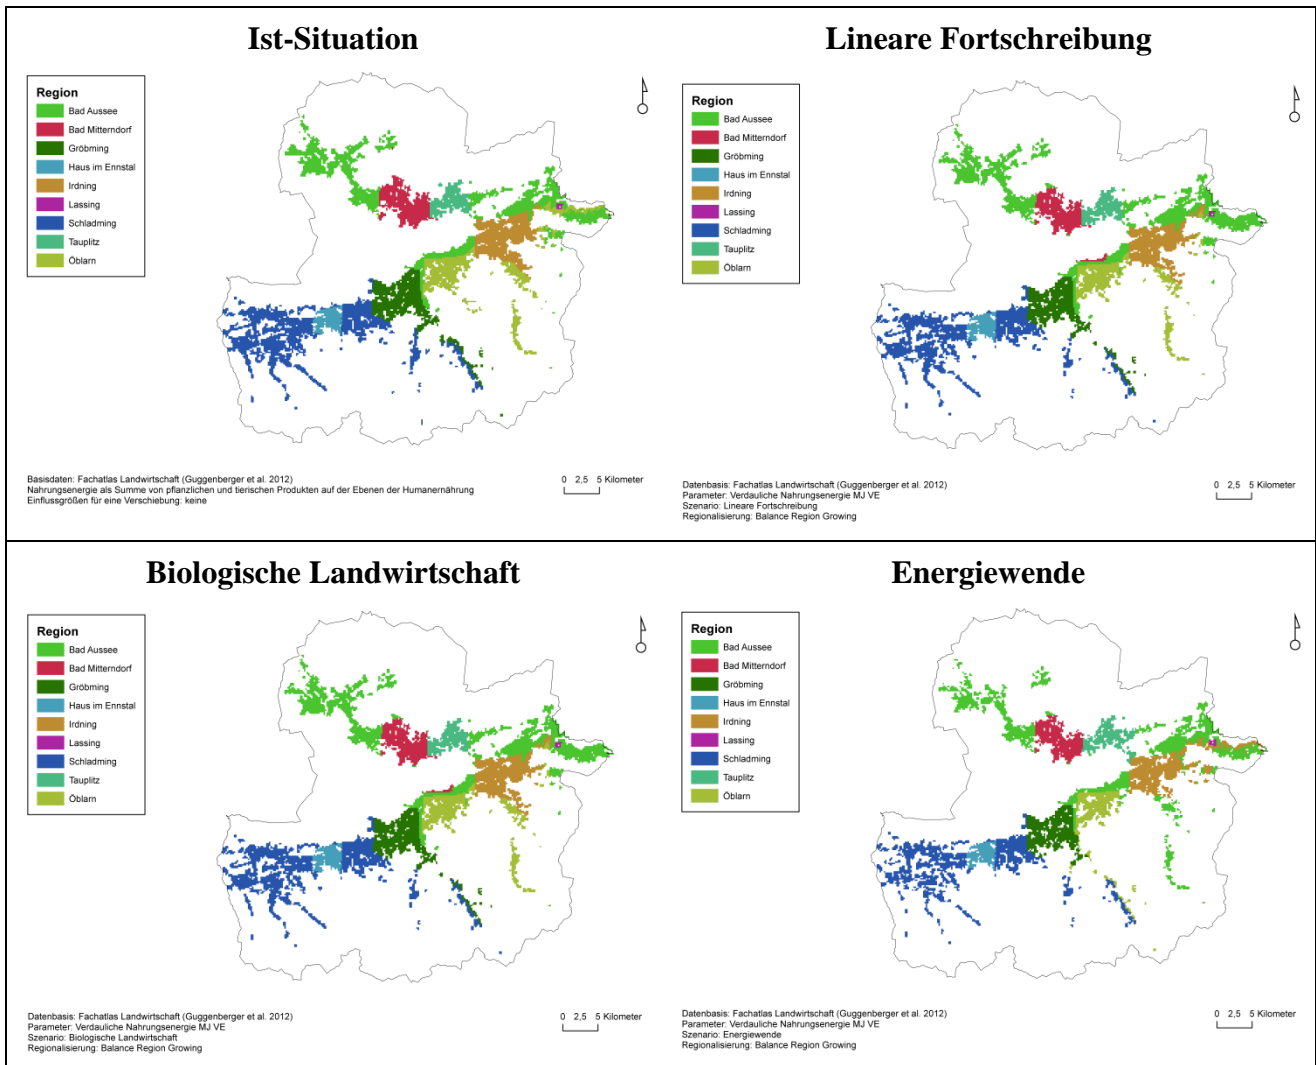 Ist-Situation
Region
Bad Aussee
Bad Mitterndorf
Gröbming
Haus im Ennstal
Irdning
Lassing
Schladming
Tauplitz
Öblarn
Basisdaten: Fachatlas Landwirtschaft (Guggenberger et al. 2012)
Nahrungsenergie als Summe von pflanzlichen und tierischen Produkten auf der Ebenen der Humanernährung
Einflussgrößen für eine Verschiebung: keine
0 2,5 5 Kilometer
Lineare Fortschreibung
Region
Bad Aussee
Bad Mitterndorf
Gröbming
Haus im Ennstal
Irdning
Lassing
Schladming
Tauplitz
Öblarn
Datenbasis: Fachatlas Landwirtschaft (Guggenberger et al. 2012)
Parameter: Verdauliche Nahrungsenergie MJ VE
Szenario: Lineare Fortschreibung
Regionalisierung: Balance Region Growing
0 2,5 5 Kilometer
Biologische Landwirtschaft
Region
Bad Aussee
Bad Mitterndorf
Gröbming
Haus im Ennstal
Irdning
Lassing
Schladming
Tauplitz
Öblarn
Datenbasis: Fachatlas Landwirtschaft (Guggenberger et al. 2012)
Parameter: Verdauliche Nahrungsenergie MJ VE
Szenario: Biologische Landwirtschaft
Regionalisierung: Balance Region Growing
0 2,5 5 Kilometer
Energiewende
Region
Bad Aussee
Bad Mitterndorf
Gröbming
Haus im Ennstal
Irdning
Lassing
Schladming
Tauplitz
Öblarn
Datenbasis: Fachatlas Landwirtschaft (Guggenberger et al. 2012)
Parameter: Verdauliche Nahrungsenergie MJ VE
Szenario: Energiewende
Regionalisierung: Balance Region Growing
0 2,5 5 Kilometer